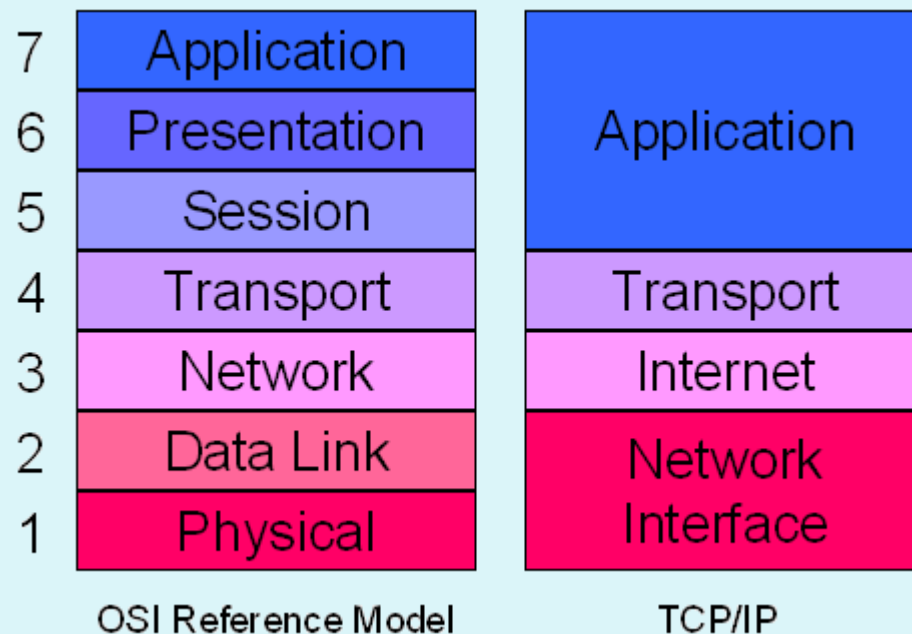 7 Application
6 Presentation
5 Session
4 Transport
3 Network
2 Data Link
1 Physical
OSI Reference Model
Application
Transport
Internet
Network
Interface
TCP/IP